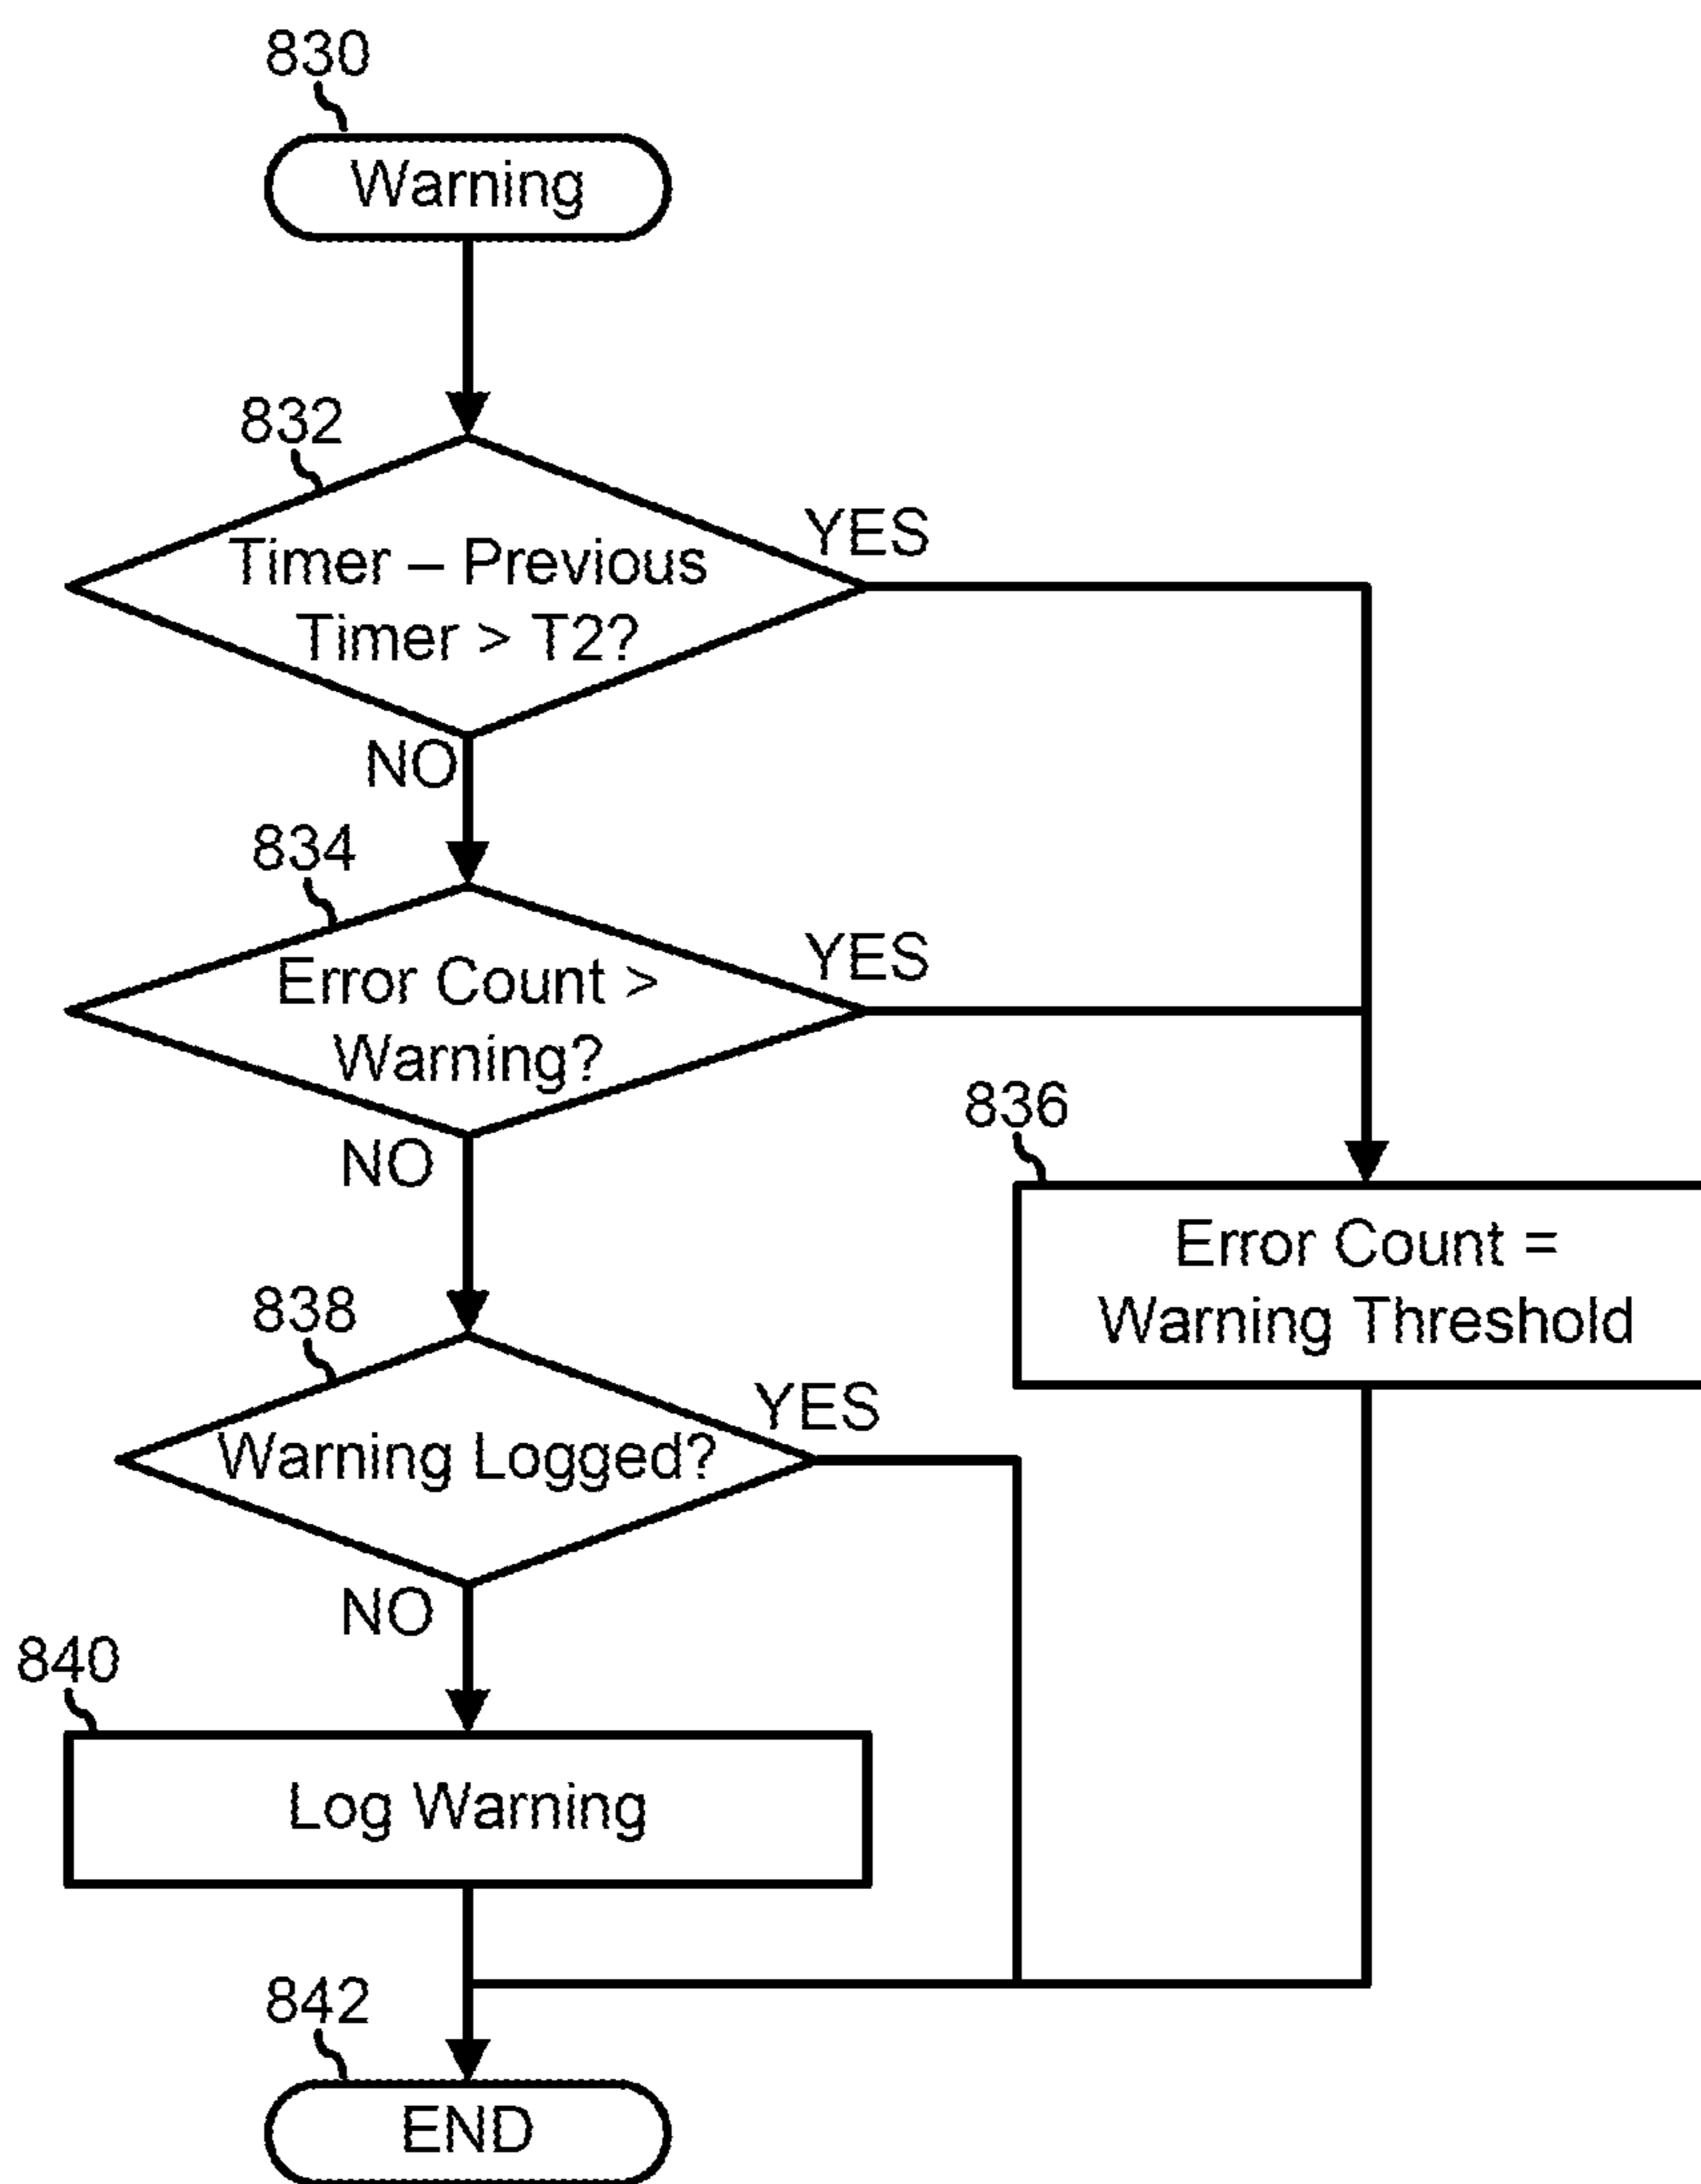 830
Warning
832
YES
Timer – Previous
Timer > T2?
NO
834
YES
Error Count >
Warning?
836
NO
Error Count =
Warning Threshold
838
YES
Warning Logged?
NO
840
Log Warning
842
END